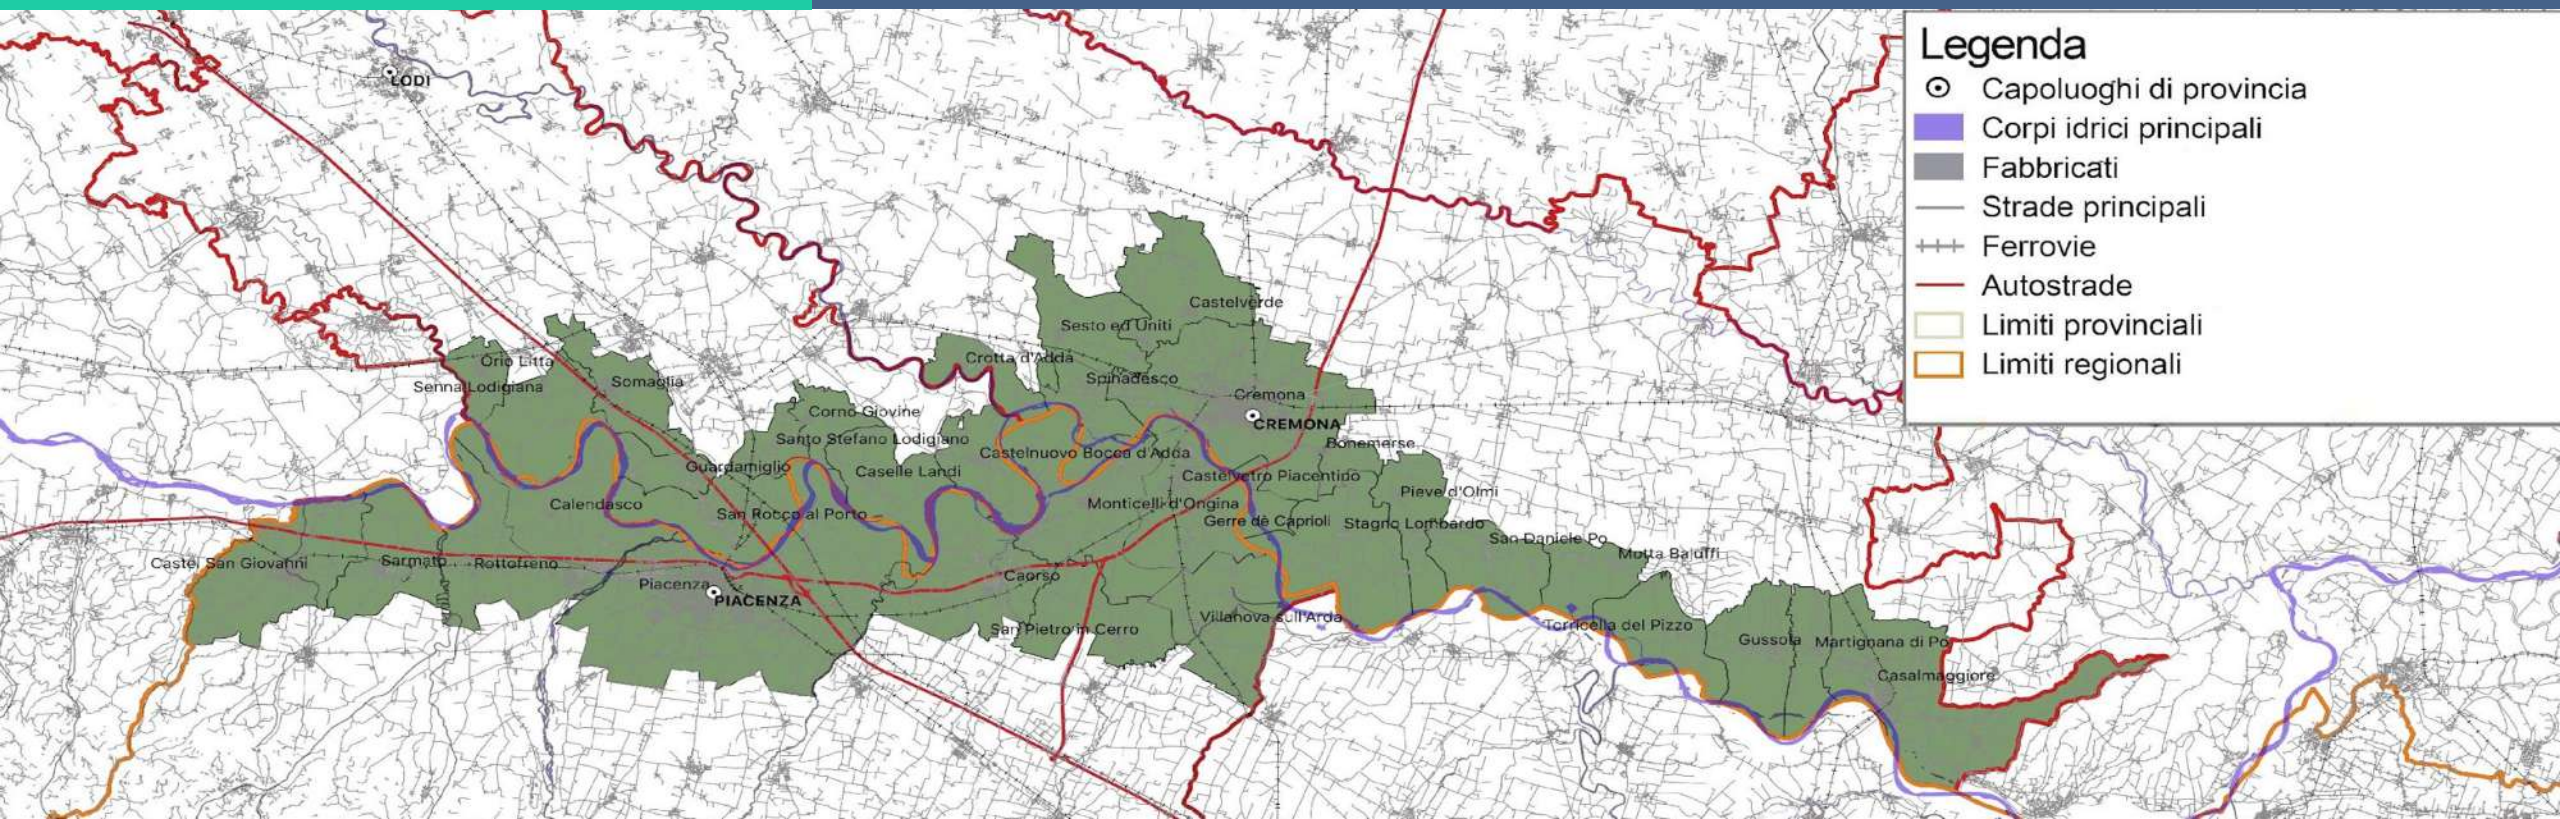 Legenda
Capoluoghi di provincia
Corpi idrici principali
Fabbricati
Strade principali
Ferrovie
Autostrade
Limiti provinciali
Limiti regionali
LODI
Castelverde
Sesto ed Uniti
Crotta d'Adda
Orio Litta
Spinadesco
Somaglia
Senna Lodigiana
Cremona
Corno Giovine
CREMONA
Santo Stefano Lodigiano
Bonemerse
Castelnuovo Bocca d'Adda
Guardamiglio
Caselle Landi
Castelvetro Piacentino
Pieve d'Olmi
Calendasco
Monticelli d'Ongina
San Rocco al Porto
Gerre dè Caprioli
Stagno Lombardo
San Daniele Po
Motta Baluffi
Castel San Giovanni
Sarmato
Rottofreno
Caorso
Piacenza
PIACENZA
Villanova sull'Arda
Torricella del Pizzo
San Pietro in Cerro
Gussola
Martignana di Po
Casalmaggiore